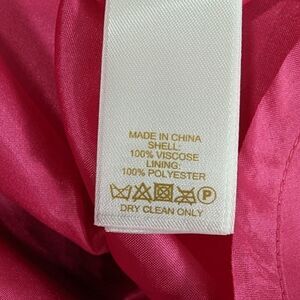 MADE IN CHINA
SHELL:
100% VISCOSE
LINING:
100% POLYESTER
P
DRY CLEAN ONLY